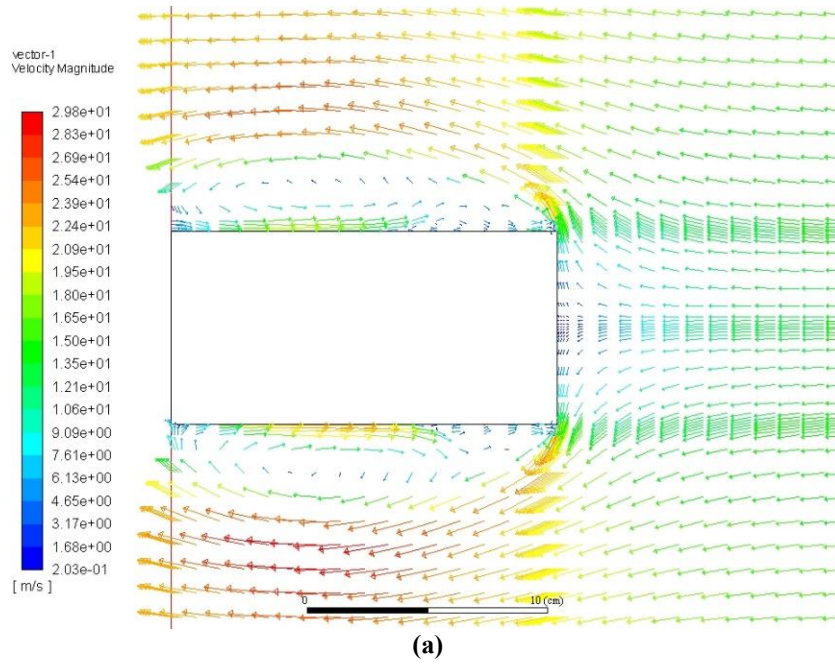 vector-1
Velocity Magnitude
2.98e+01
2.83e+01
2.69e+01
2.54e+01
2.39e+01
2.24e+01
2.09e+01
1.95e+01
1.80e+01
1.65e+01
1.50e+01
1.35e+01
1.21e+01
1.06e+01
9.09e+00
7.61e+00
6.13e+00
4.65e+00
3.17e+00
1.68e+00
2.03e-01
[ m/s ]
0 10 (cm)
(a)